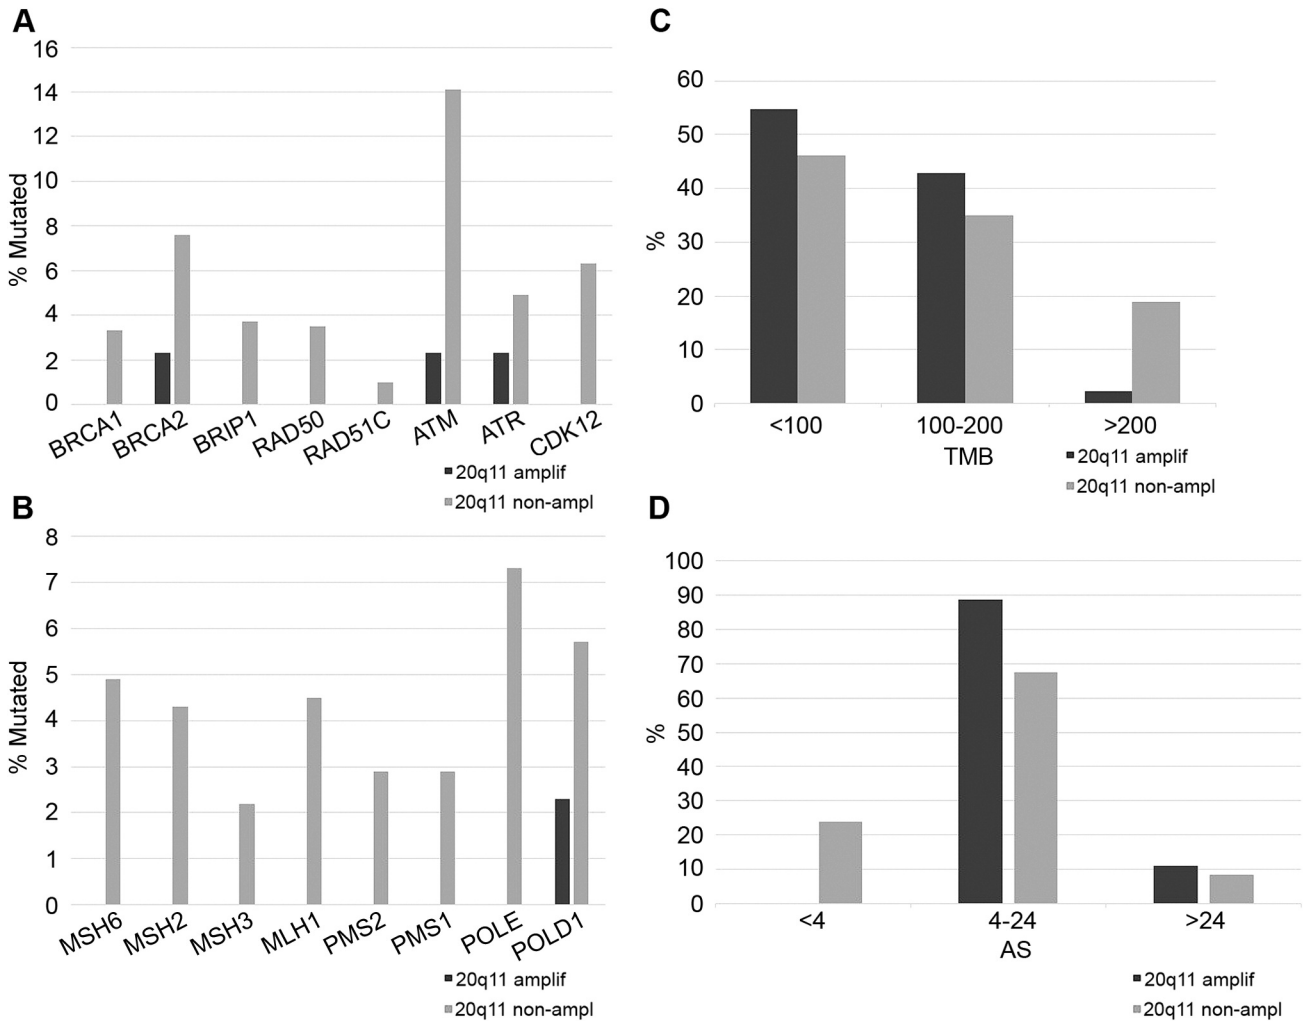 A
% Mutated
16
14
12
10
8
6
4
2
0
BRCA1 BRCA2 BRIP1 RAD50 RAD51C ATM ATR CDK12
20q11 amplif
20q11 non-ampl
C
%
60
50
40
30
20
10
0
<100 100-200 >200
TMB
20q11 amplif
20q11 non-ampl
B
% Mutated
8
7
6
5
4
3
2
1
0
MSH6 MSH2 MSH3 MLH1 PMS2 PMS1 POLE POLD1
20q11 amplif
20q11 non-ampl
D
%
100
90
80
70
60
50
40
30
20
10
0
<4 4-24 >24
AS
20q11 amplif
20q11 non-ampl